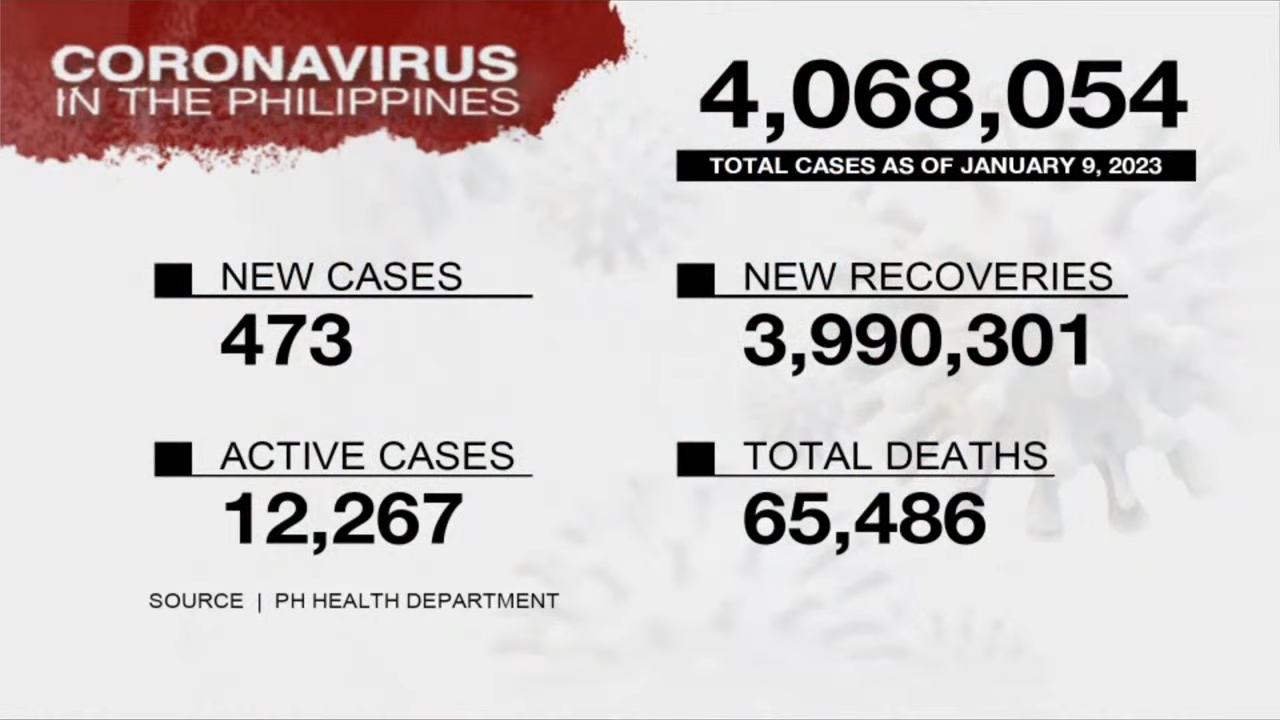 CORONAVIRUS
IN THE PHILIPPINES
4,068,054
TOTAL CASES AS OF JANUARY 9, 2023
NEW CASES
473
NEW RECOVERIES
3,990,301
ACTIVE CASES
12,267
TOTAL DEATHS
65,486
SOURCE | PH HEALTH DEPARTMENT